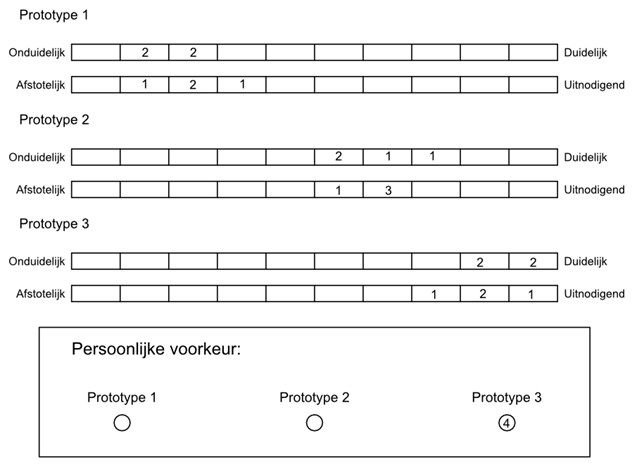 Prototype 1
Onduidelijk 2 2 Duidelijk
Afstotelijk 1 2 1 Uitnodigend
Prototype 2
Onduidelijk 2 1 1 Duidelijk
Afstotelijk 1 3 Uitnodigend
Prototype 3
Onduidelijk 2 2 Duidelijk
Afstotelijk 1 2 1 Uitnodigend
Persoonlijke voorkeur:
Prototype 1 Prototype 2 Prototype 3
4